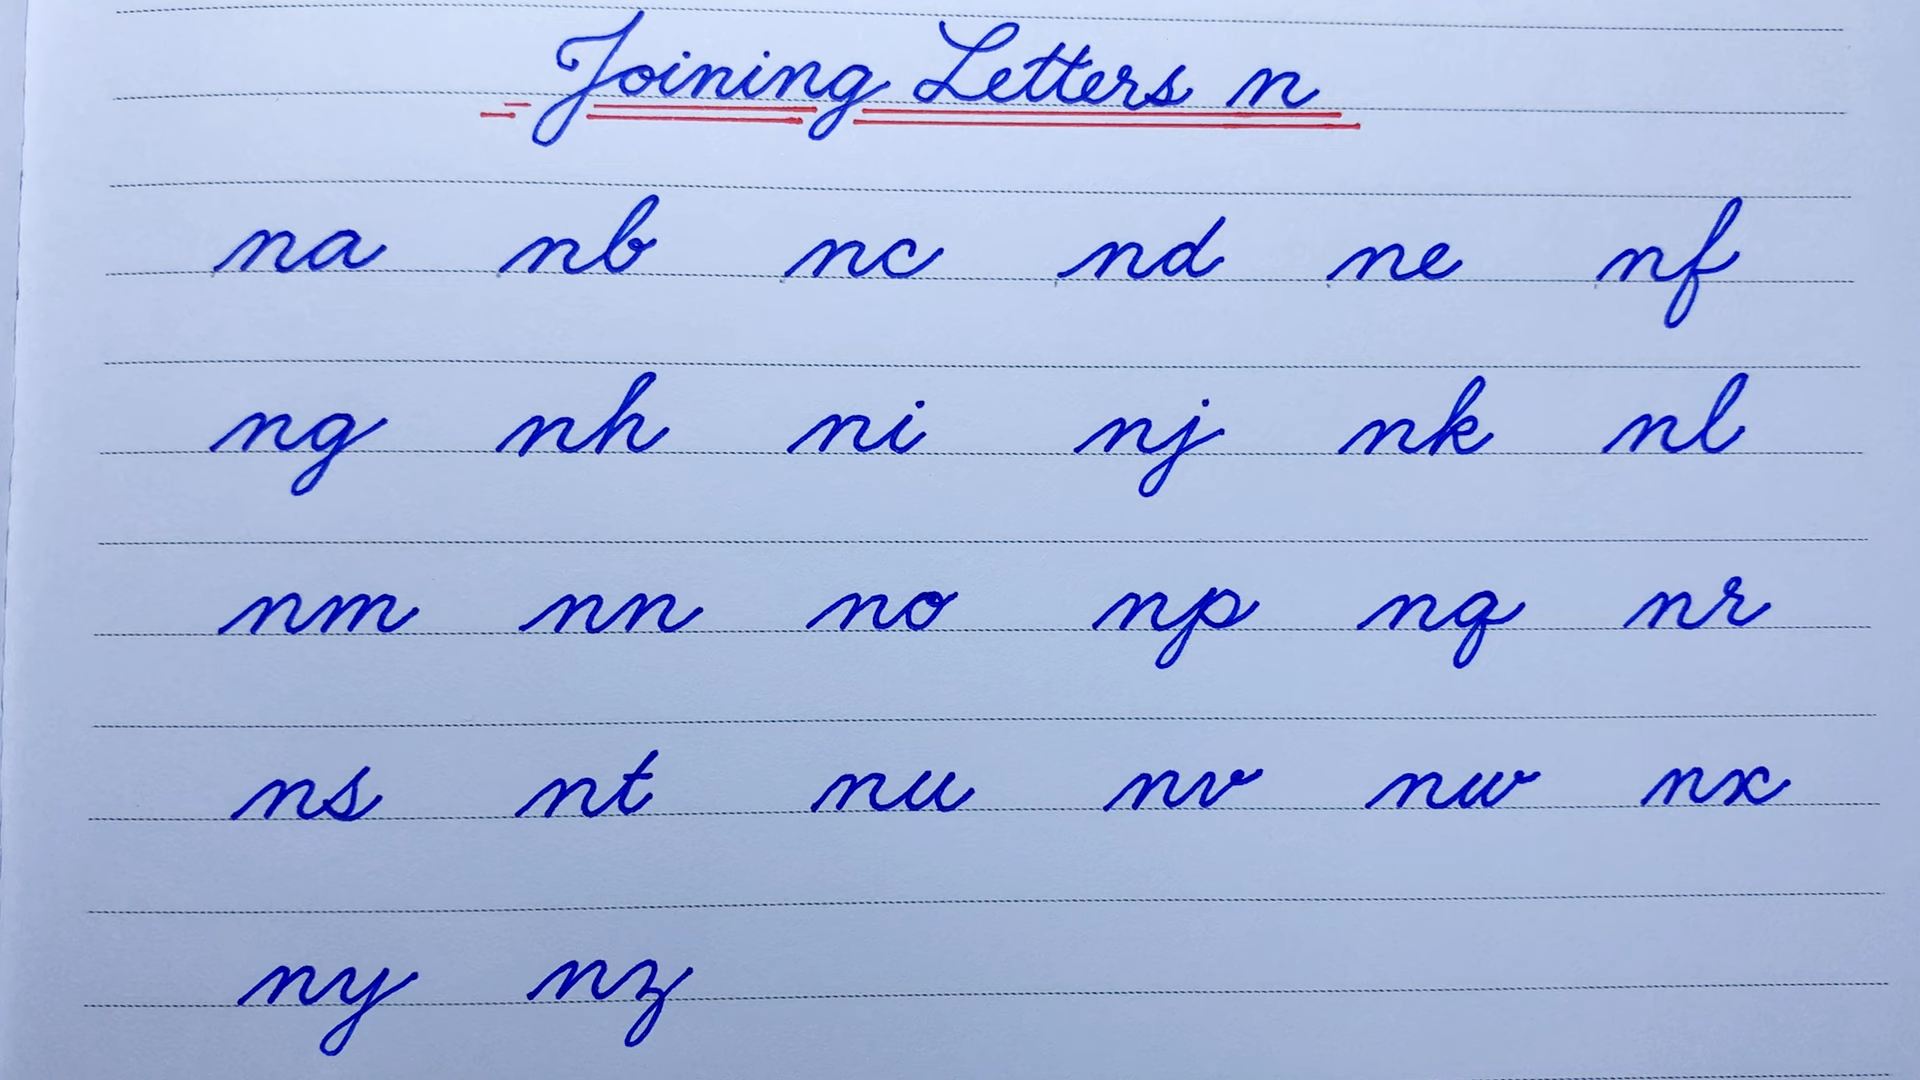 Joining Letters n
na nb nc nd ne nf
ng nh ni nj nk nl
nm nn no np nq nr
ns nt nu nv nw nx
ny nz